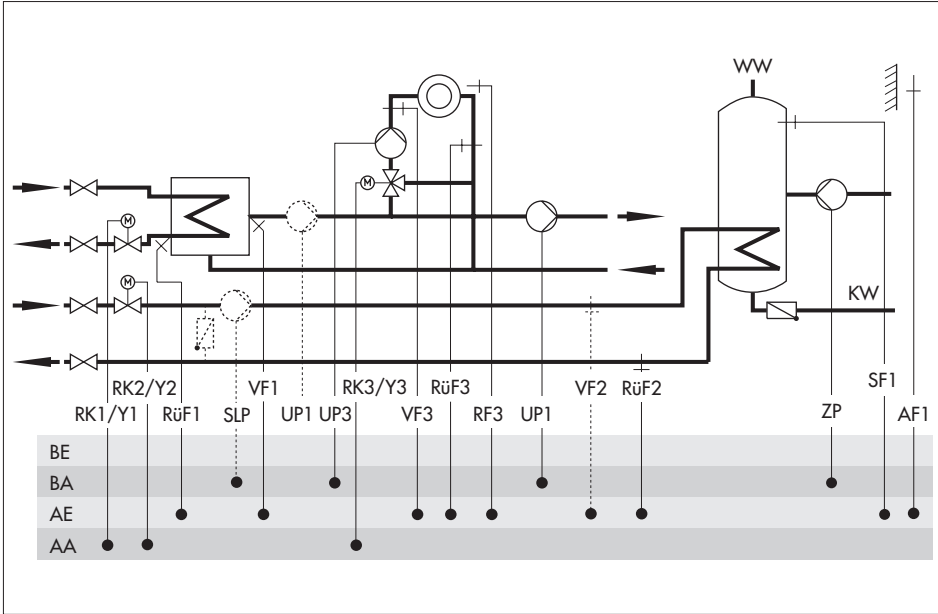 WW
M
M
M
KW
RK2/Y2 VF1 RK3/Y3 RüF3 VF2 RüF2 SF1
RK1/Y1 RüF1 SLP UP1 UP3 VF3 RF3 UP1 ZP AF1
BE
BA
AE
AA